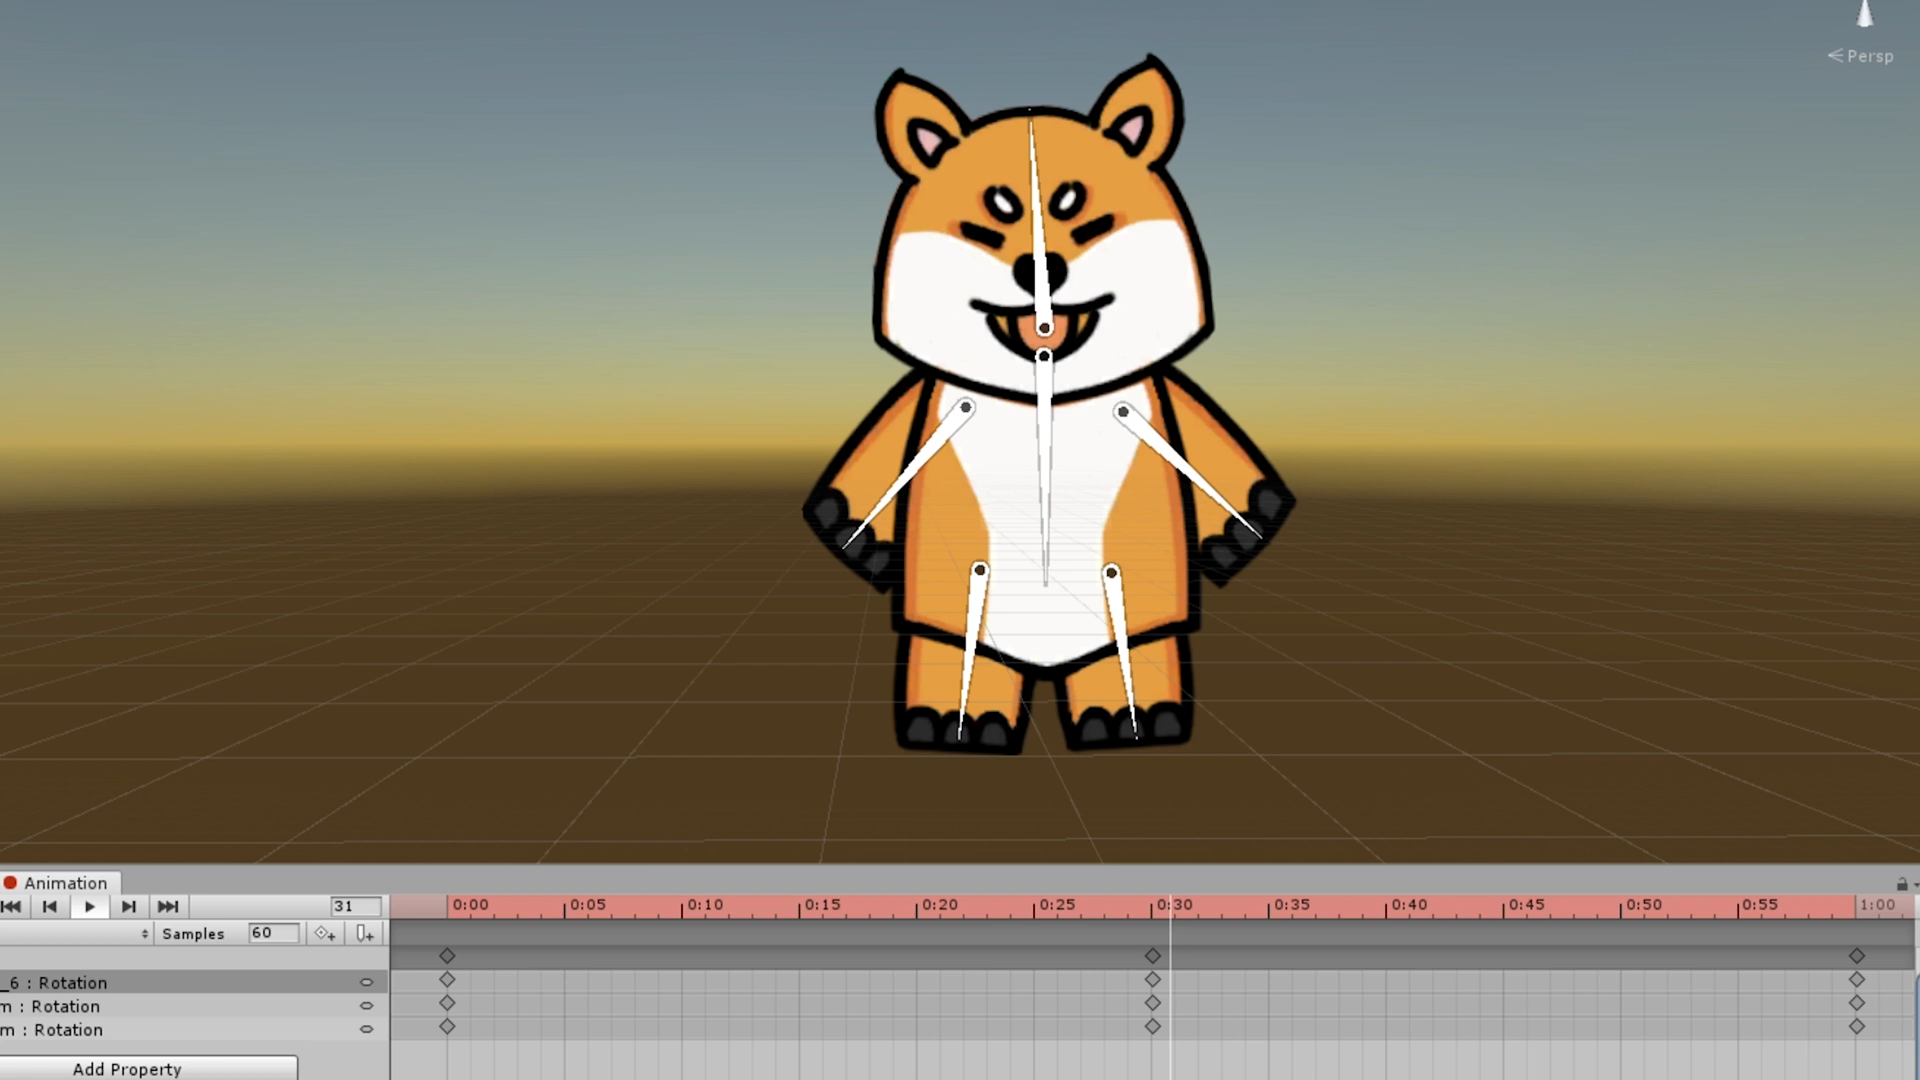 Persp
Animation
31
0:00 0:05 0:10 0:15 0:20 0:25 0:30 0:35 0:40 0:45 0:50 0:55 1:00
Samples 60
_6 : Rotation
m : Rotation
m : Rotation
Add Property